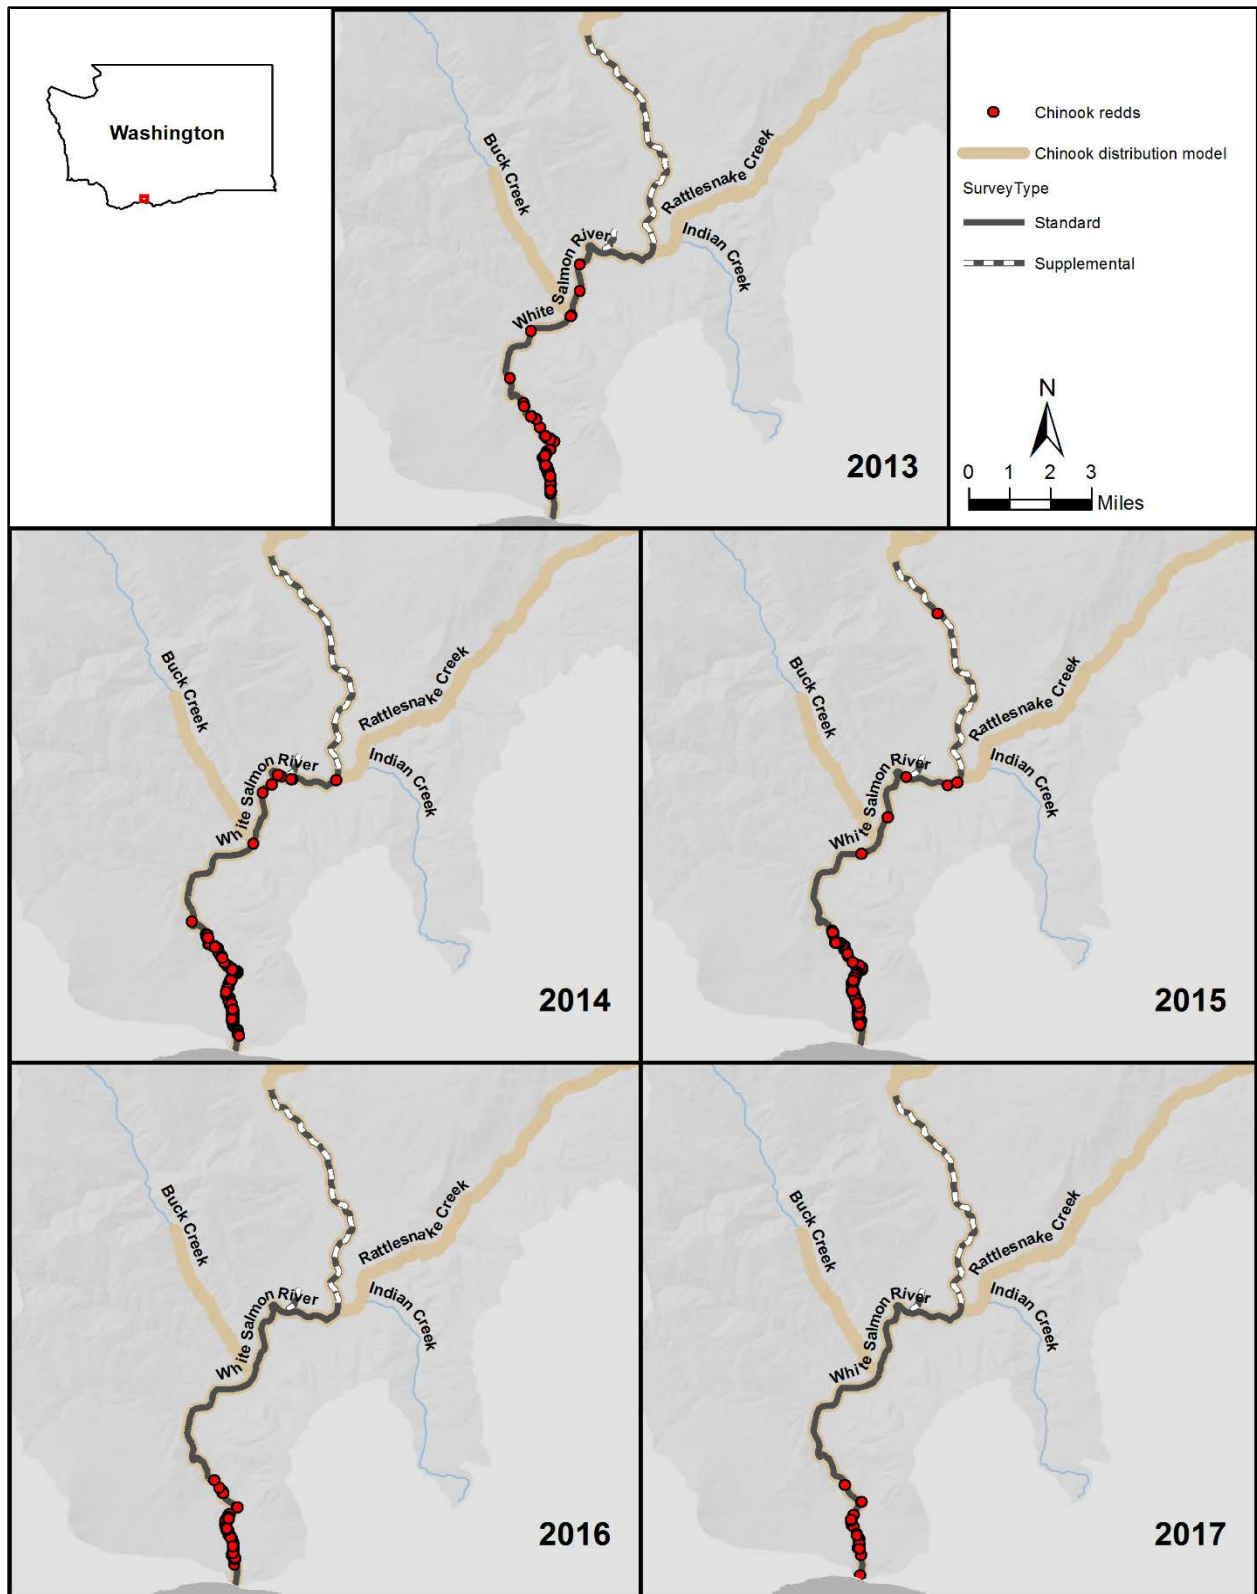 Washington
Buck Creek
Rattlesnake Creek
Indian Creek
White Salmon River
2013
Chinook redds
Chinook distribution model
SurveyType
Standard
Supplemental
N
0 1 2 3
Miles
Buck Creek
Rattlesnake Creek
Indian Creek
White Salmon River
2014
Buck Creek
Rattlesnake Creek
Indian Creek
White Salmon River
2015
Buck Creek
Rattlesnake Creek
Indian Creek
White Salmon River
2016
Buck Creek
Rattlesnake Creek
Indian Creek
White Salmon River
2017